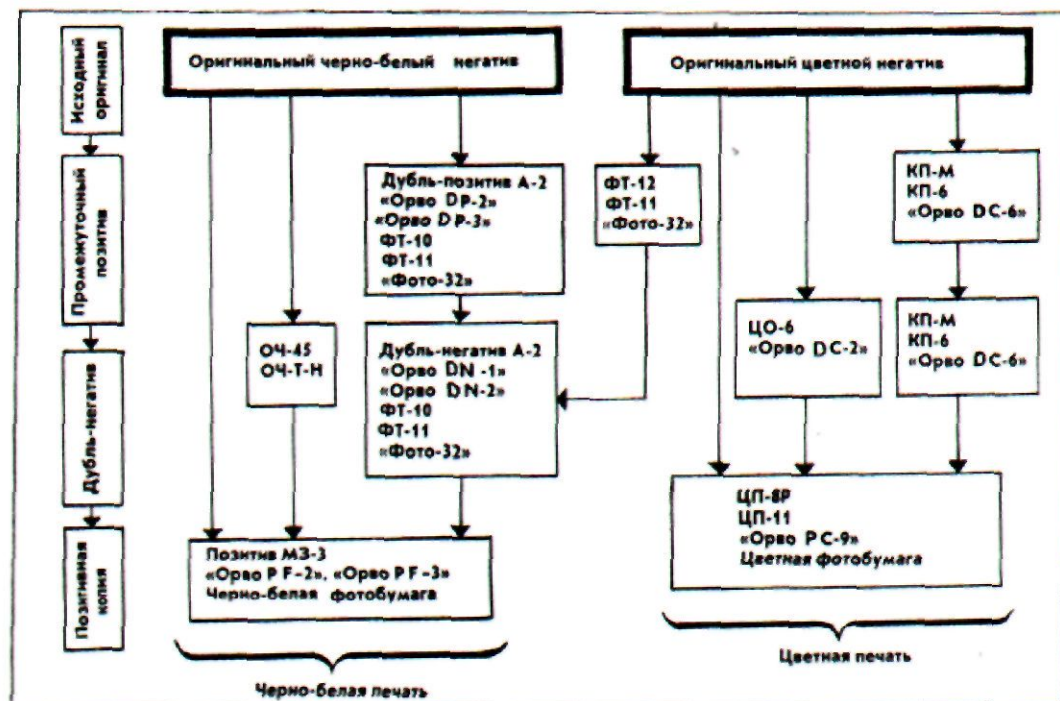 Исходный
оригинал
Промежуточный
позитив
Дубль-негатив
Позитивная
копия
Оригинальный черно-белый негатив
Оригинальный цветной негатив
Дубль-позитив А-2
«Орво DP-2»
«Орво DP-3»
ФТ-10
ФТ-11
«Фото-32»
ФТ-12
ФТ-11
«Фото-32»
КП-М
КП-6
«Орво DC-6»
ОЧ-45
ОЧ-Т-Н
Дубль-негатив А-2
«Орво DN-1»
«Орво DN-2»
ФТ-10
ФТ-11
«Фото-32»
ЦО-6
«Орво DC-2»
КП-М
КП-6
«Орво DC-6»
Позитив МЗ-3
«Орво PF-2», «Орво PF-3»
Черно-белая фотобумага
ЦП-8Р
ЦП-11
«Орво PC-9»
Цветная фотобумага
Черно-белая печать
Цветная печать